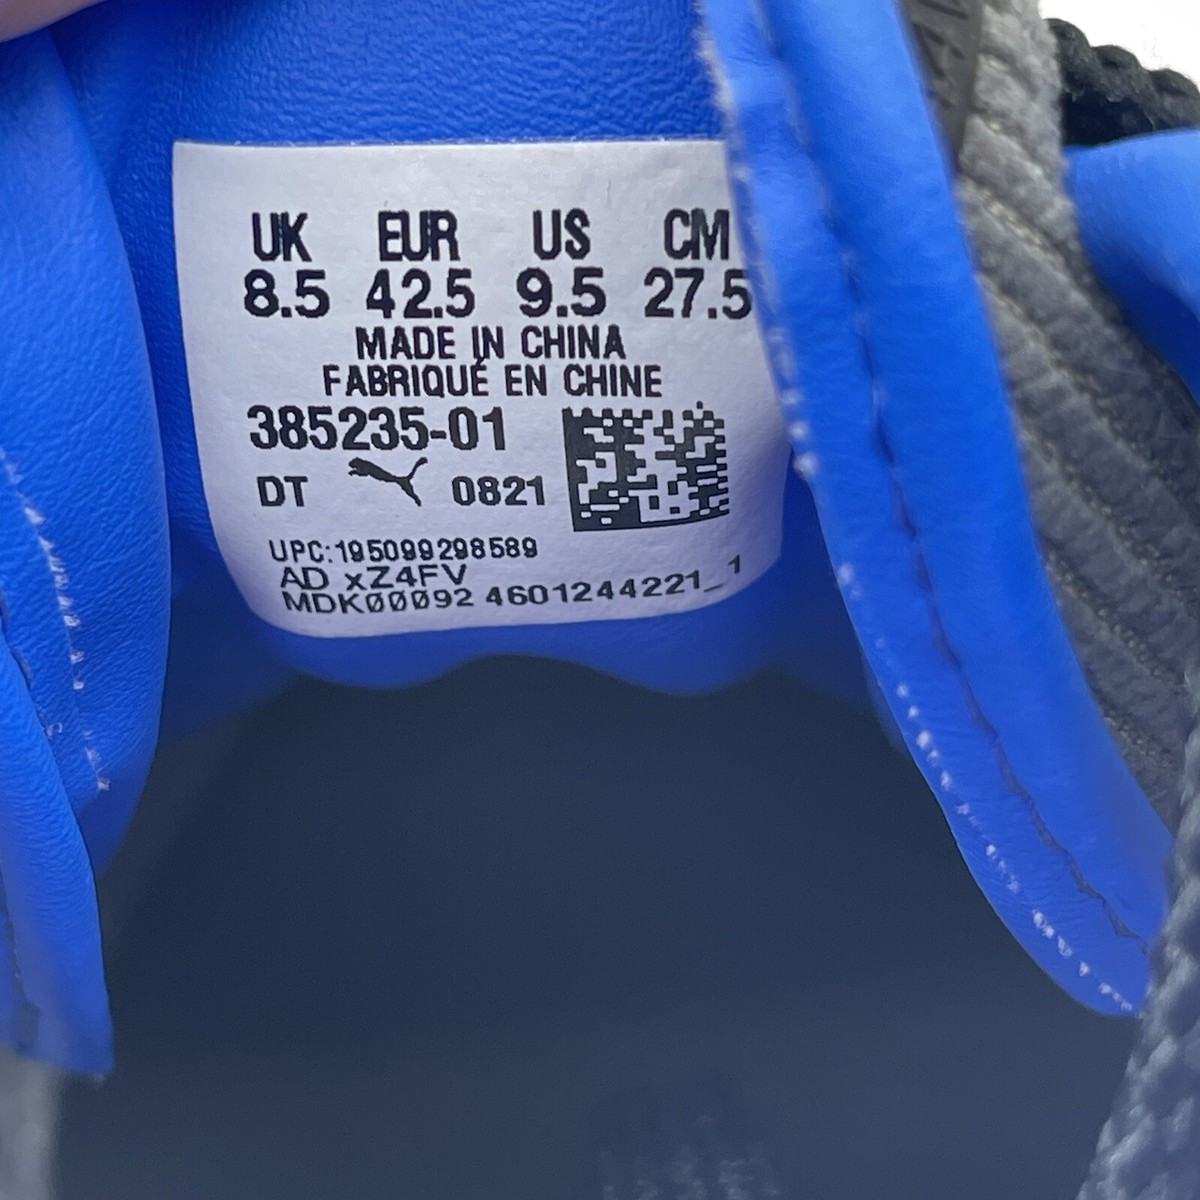 UK EUR US CM
8.5 42.5 9.5 27.5
MADE IN CHINA
FABRIQUÉ EN CHINE
385235-01
DT 0821
UPC:195099298589
AD xZ4FV
MDK00092 4601244221_1